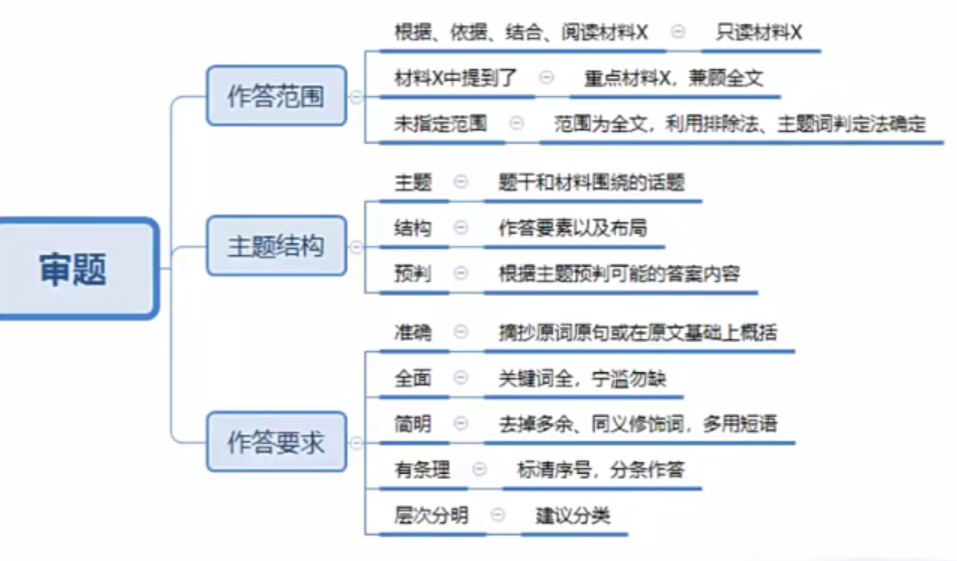 审题
作答范围
根据、依据、结合、阅读材料X
只读材料X
材料X中提到了
重点材料X，兼顾全文
未指定范围
范围为全文，利用排除法、主题词判定法确定
主题结构
主题
题干和材料围绕的话题
结构
作答要素以及布局
预判
根据主题预判可能的答案内容
作答要求
准确
摘抄原词原句或在原文基础上概括
全面
关键词全，宁滥勿缺
简明
去掉多余、同义修饰词，多用短语
有条理
标清序号，分条作答
层次分明
建议分类